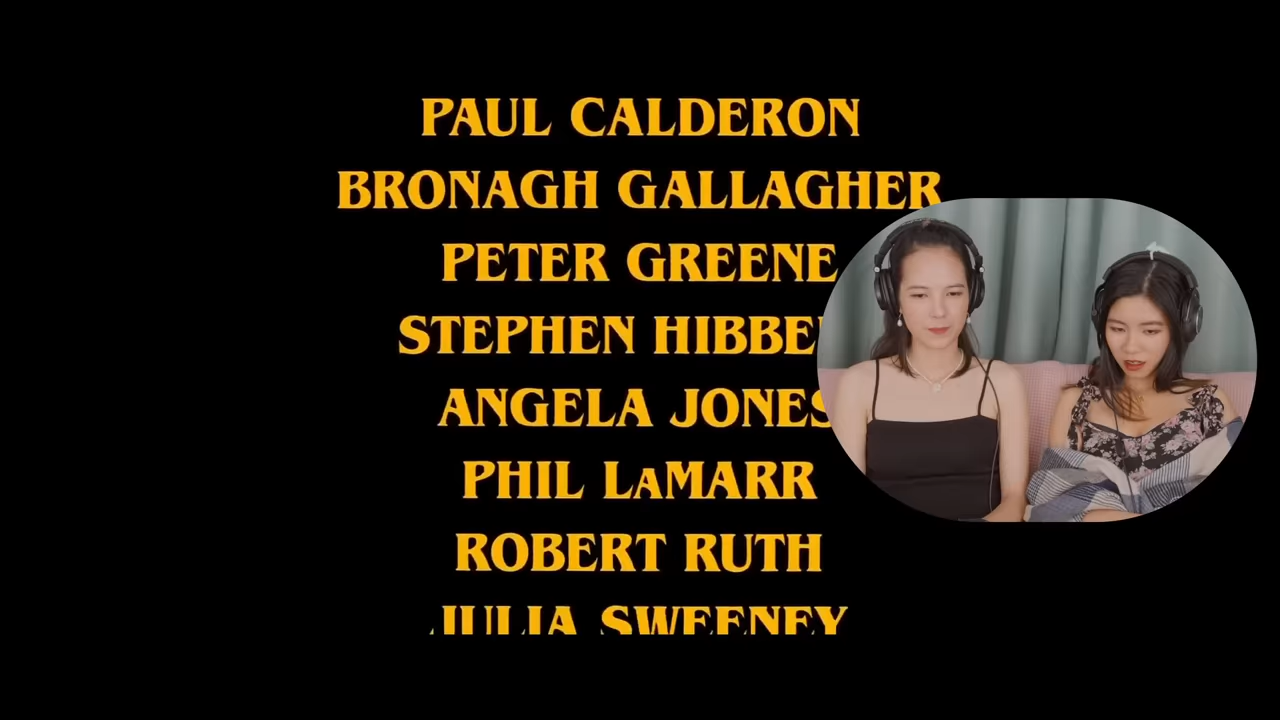 PAUL CALDERON
BRONAGH GALLAGHER
PETER GREENE
STEPHEN HIBBE
ANGELA JONES
PHIL LaMARR
ROBERT RUTH
JULIA SWEENEY